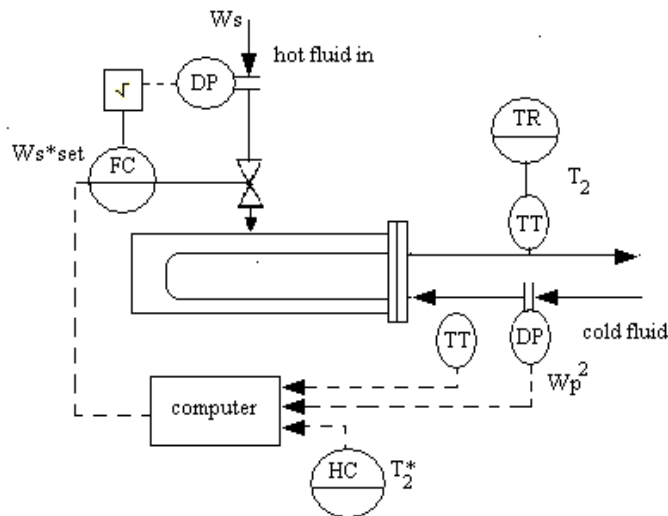 Ws
hot fluid in
DP
√
Ws*set
FC
TR
T2
TT
cold fluid
TT
DP
Wp²
computer
HC
T2*